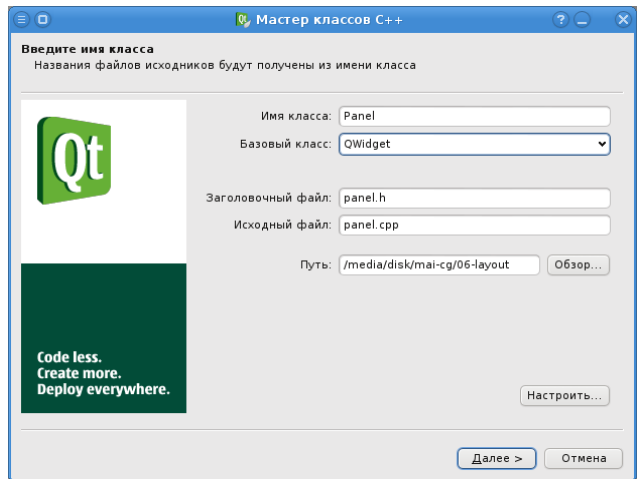 Мастер классов C++
Введите имя класса
Названия файлов исходников будут получены из имени класса
Qt
Имя класса: Panel
Базовый класс: QWidget
Заголовочный файл: panel.h
Исходный файл: panel.cpp
Путь: /media/disk/mai-cg/06-layout Обзор...
Code less.
Create more.
Deploy everywhere.
Настроить...
Далее > Отмена